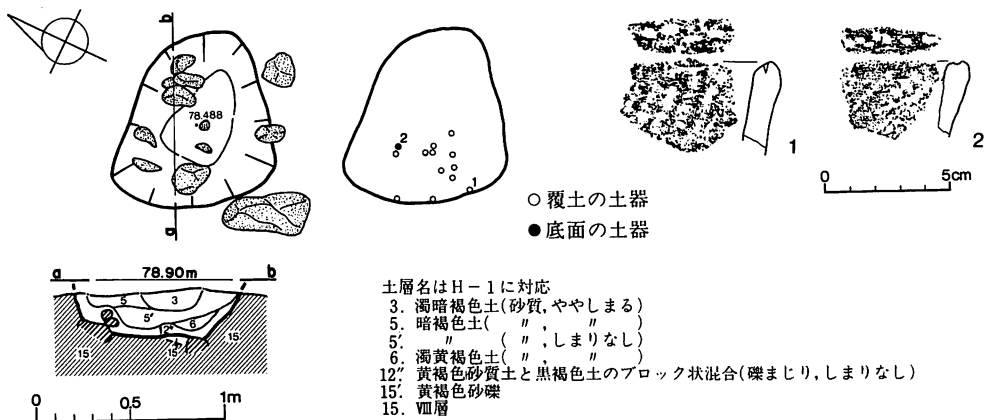 b
78.488
a
2
1
○覆土の土器
●底面の土器
1
2
0 5cm
a 78.90m b
5 3
5′ 6
15 15 15
0 0.5 1m
土層名はH-1に対応
3. 濁暗褐色土(砂質,ややしまる)
5. 暗褐色土( 〃 , 〃 )
5′. 〃 ( 〃 ,しまりなし)
6. 濁黄褐色土( 〃 , 〃 )
12″ 黄褐色砂質土と黒褐色土のブロック状混合(礫まじり,しまりなし)
15′. 黄褐色砂礫
15. Ⅷ層